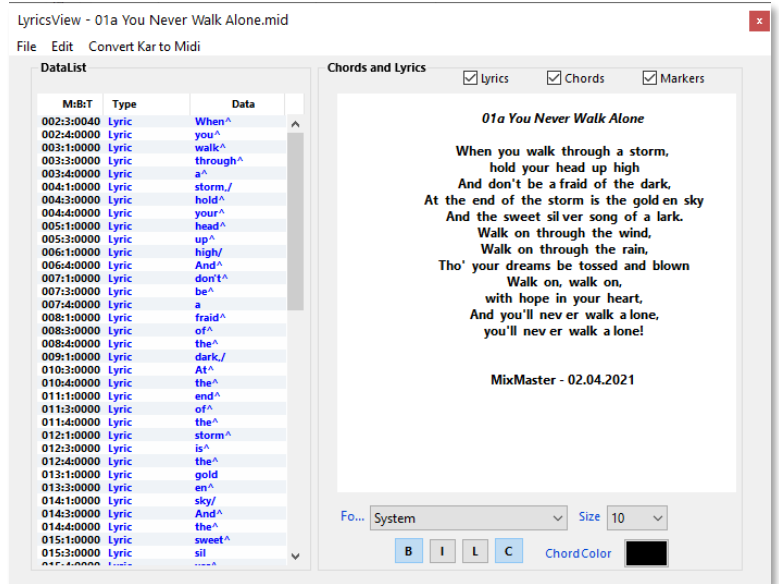 LyricsView - 01a You Never Walk Alone.mid
x
File Edit Convert Kar to Midi
DataList
M:B:T Type Data
002:3:0040 Lyric When^
002:4:0000 Lyric you^
003:1:0000 Lyric walk^
003:3:0000 Lyric through^
003:4:0000 Lyric a^
004:1:0000 Lyric storm,/
004:3:0000 Lyric hold^
004:4:0000 Lyric your^
005:1:0000 Lyric head^
005:3:0000 Lyric up^
006:1:0000 Lyric high/
006:4:0000 Lyric And^
007:1:0000 Lyric don't^
007:3:0000 Lyric be^
007:4:0000 Lyric a
008:1:0000 Lyric fraid^
008:3:0000 Lyric of^
008:4:0000 Lyric the^
009:1:0000 Lyric dark,/
010:3:0000 Lyric At^
010:4:0000 Lyric the^
011:1:0000 Lyric end^
011:3:0000 Lyric of^
011:4:0000 Lyric the^
012:1:0000 Lyric storm^
012:3:0000 Lyric is^
012:4:0000 Lyric the^
013:1:0000 Lyric gold
013:3:0000 Lyric en^
014:1:0000 Lyric sky/
014:3:0000 Lyric And^
014:4:0000 Lyric the^
015:1:0000 Lyric sweet^
015:3:0000 Lyric sil
Chords and Lyrics
Lyrics Chords Markers
01a You Never Walk Alone
When you walk through a storm,
hold your head up high
And don't be a fraid of the dark,
At the end of the storm is the gold en sky
And the sweet sil ver song of a lark.
Walk on through the wind,
Walk on through the rain,
Tho' your dreams be tossed and blown
Walk on, walk on,
with hope in your heart,
And you'll nev er walk a lone,
you'll nev er walk a lone!
MixMaster - 02.04.2021
Fo... System Size 10
B I L C ChordColor